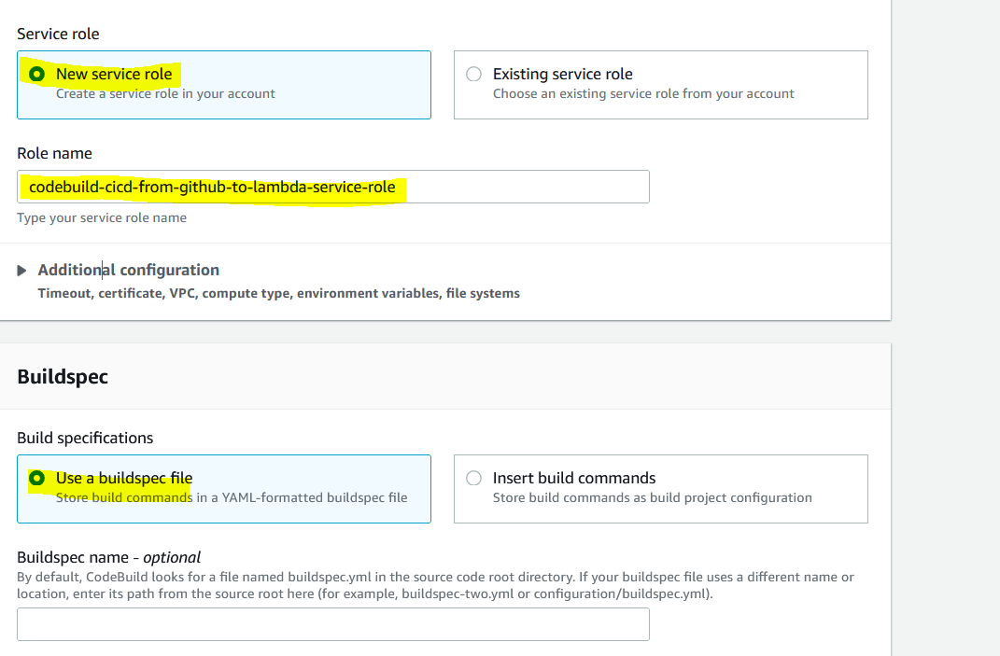 Service role
New service role
Create a service role in your account
Existing service role
Choose an existing service role from your account
Role name
codebuild-cicd-from-github-to-lambda-service-role
Type your service role name
Additional configuration
Timeout, certificate, VPC, compute type, environment variables, file systems
Buildspec
Build specifications
Use a buildspec file
Store build commands in a YAML-formatted buildspec file
Insert build commands
Store build commands as build project configuration
Buildspec name - optional
By default, CodeBuild looks for a file named buildspec.yml in the source code root directory. If your buildspec file uses a different name or
location, enter its path from the source root here (for example, buildspec-two.yml or configuration/buildspec.yml).